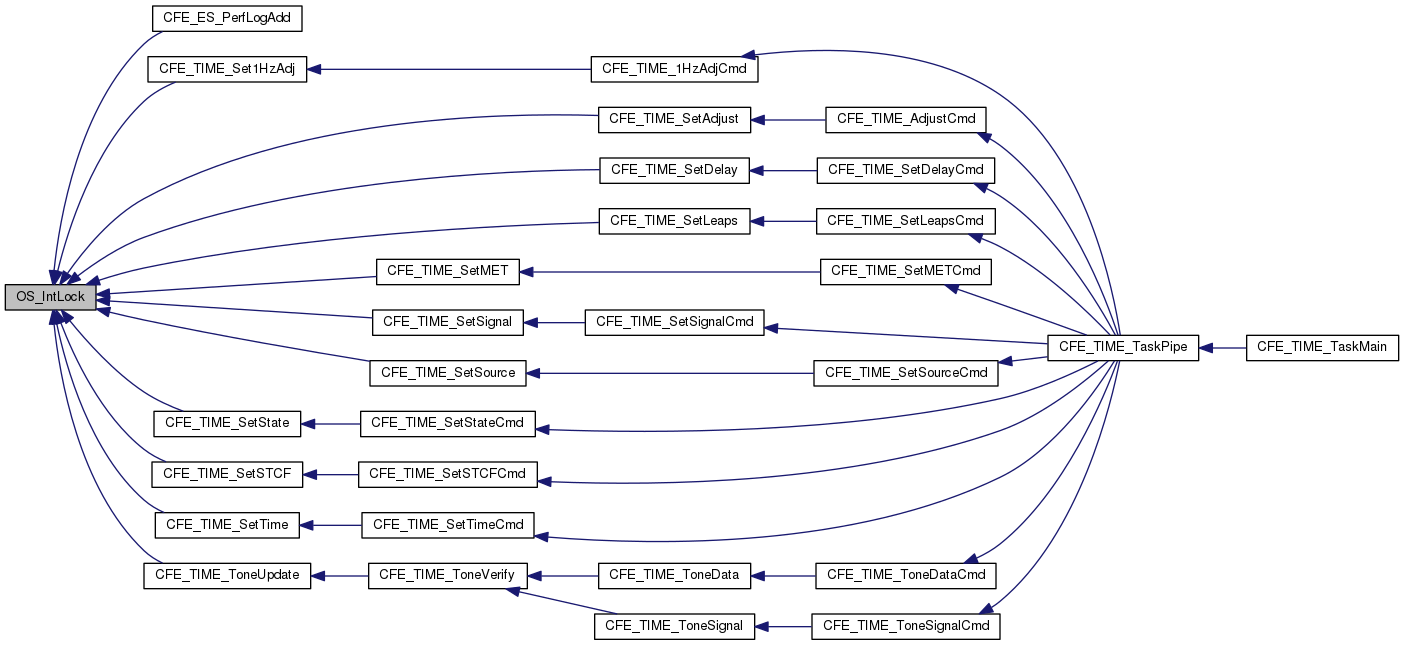 CFE_ES_PerfLogAdd
CFE_TIME_Set1HzAdj
CFE_TIME_1HzAdjCmd
CFE_TIME_SetAdjust
CFE_TIME_AdjustCmd
CFE_TIME_SetDelay
CFE_TIME_SetDelayCmd
CFE_TIME_SetLeaps
CFE_TIME_SetLeapsCmd
CFE_TIME_SetMET
CFE_TIME_SetMETCmd
OS_IntLock
CFE_TIME_SetSignal
CFE_TIME_SetSignalCmd
CFE_TIME_TaskPipe
CFE_TIME_TaskMain
CFE_TIME_SetSource
CFE_TIME_SetSourceCmd
CFE_TIME_SetState
CFE_TIME_SetStateCmd
CFE_TIME_SetSTCF
CFE_TIME_SetSTCFCmd
CFE_TIME_SetTime
CFE_TIME_SetTimeCmd
CFE_TIME_ToneUpdate
CFE_TIME_ToneVerify
CFE_TIME_ToneData
CFE_TIME_ToneDataCmd
CFE_TIME_ToneSignal
CFE_TIME_ToneSignalCmd